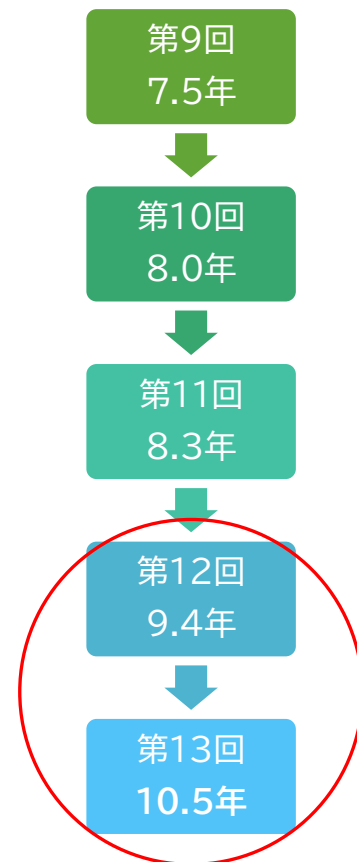 第9回
7.5年
第10回
8.0年
第11回
8.3年
第12回
9.4年
第13回
10.5年